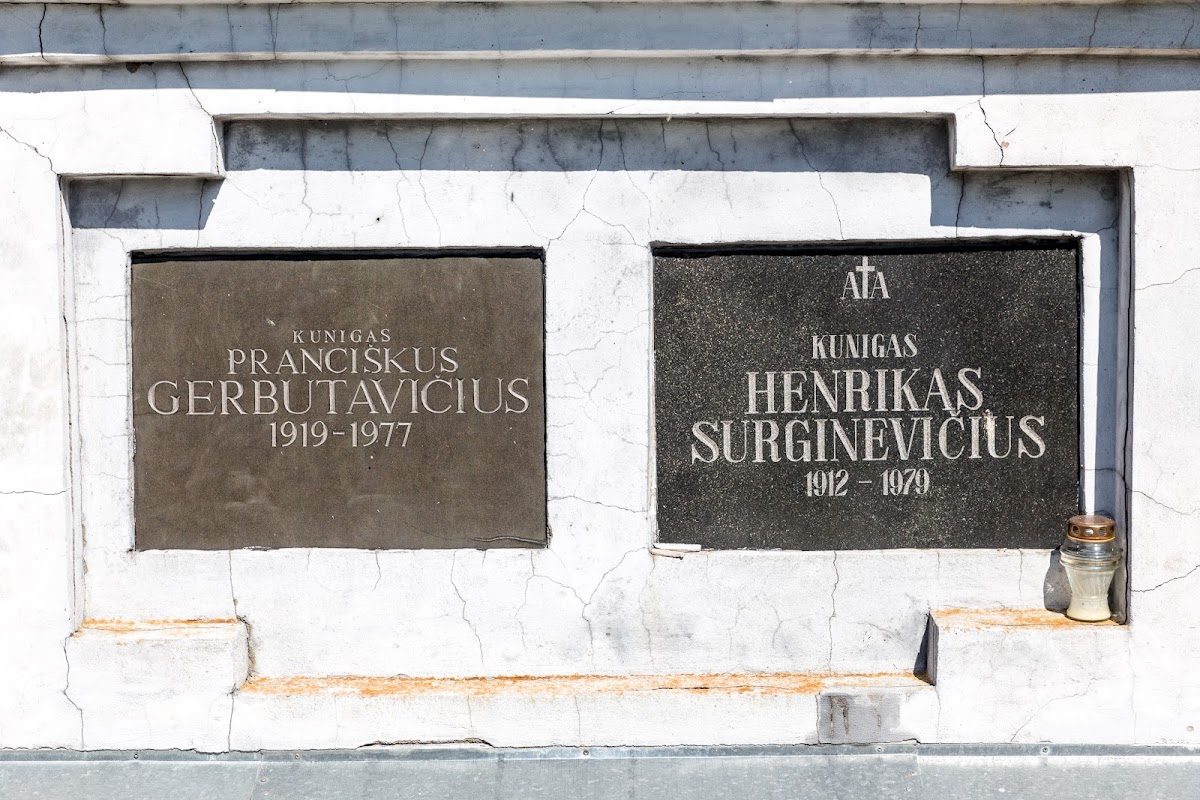 KUNIGAS
PRANCIŠKUS
GERBUTAVIČIUS
1919-1977
A†A
KUNIGAS
HENRIKAS
SURGINEVIČIUS
1912 - 1979